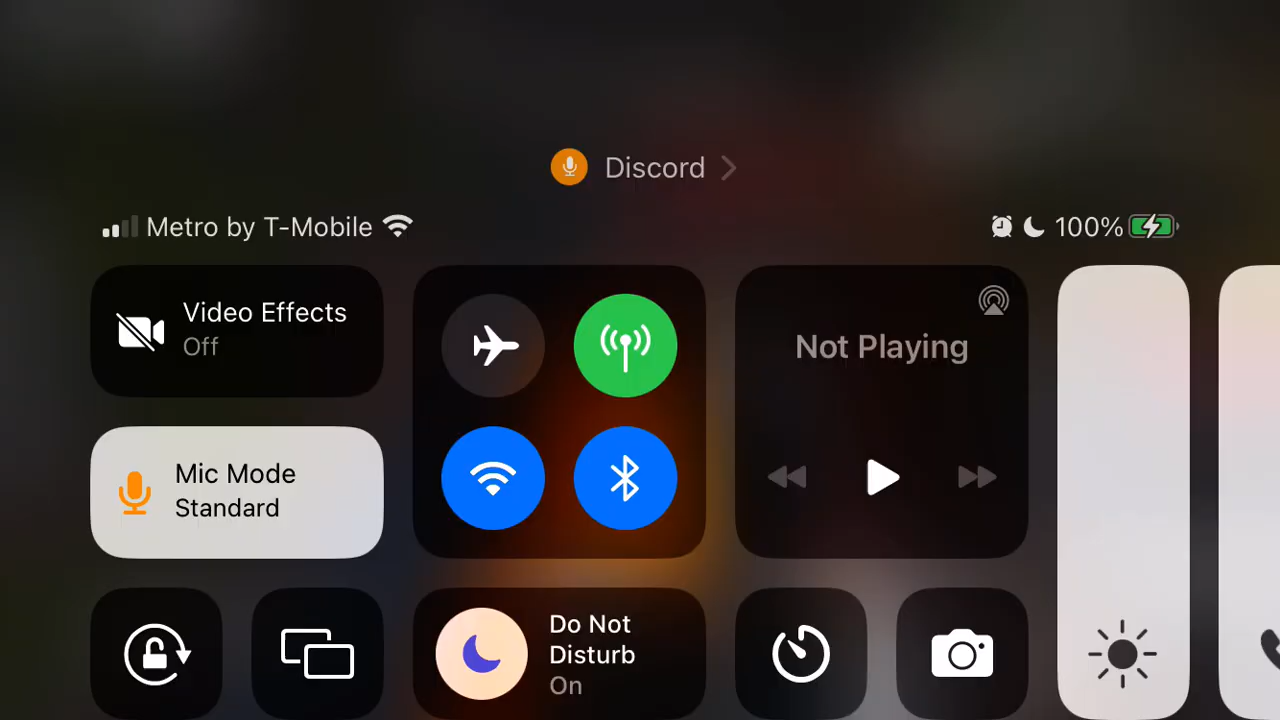 Discord
Metro by T-Mobile
100%
Video Effects
Off
Not Playing
Mic Mode
Standard
Do Not
Disturb
On